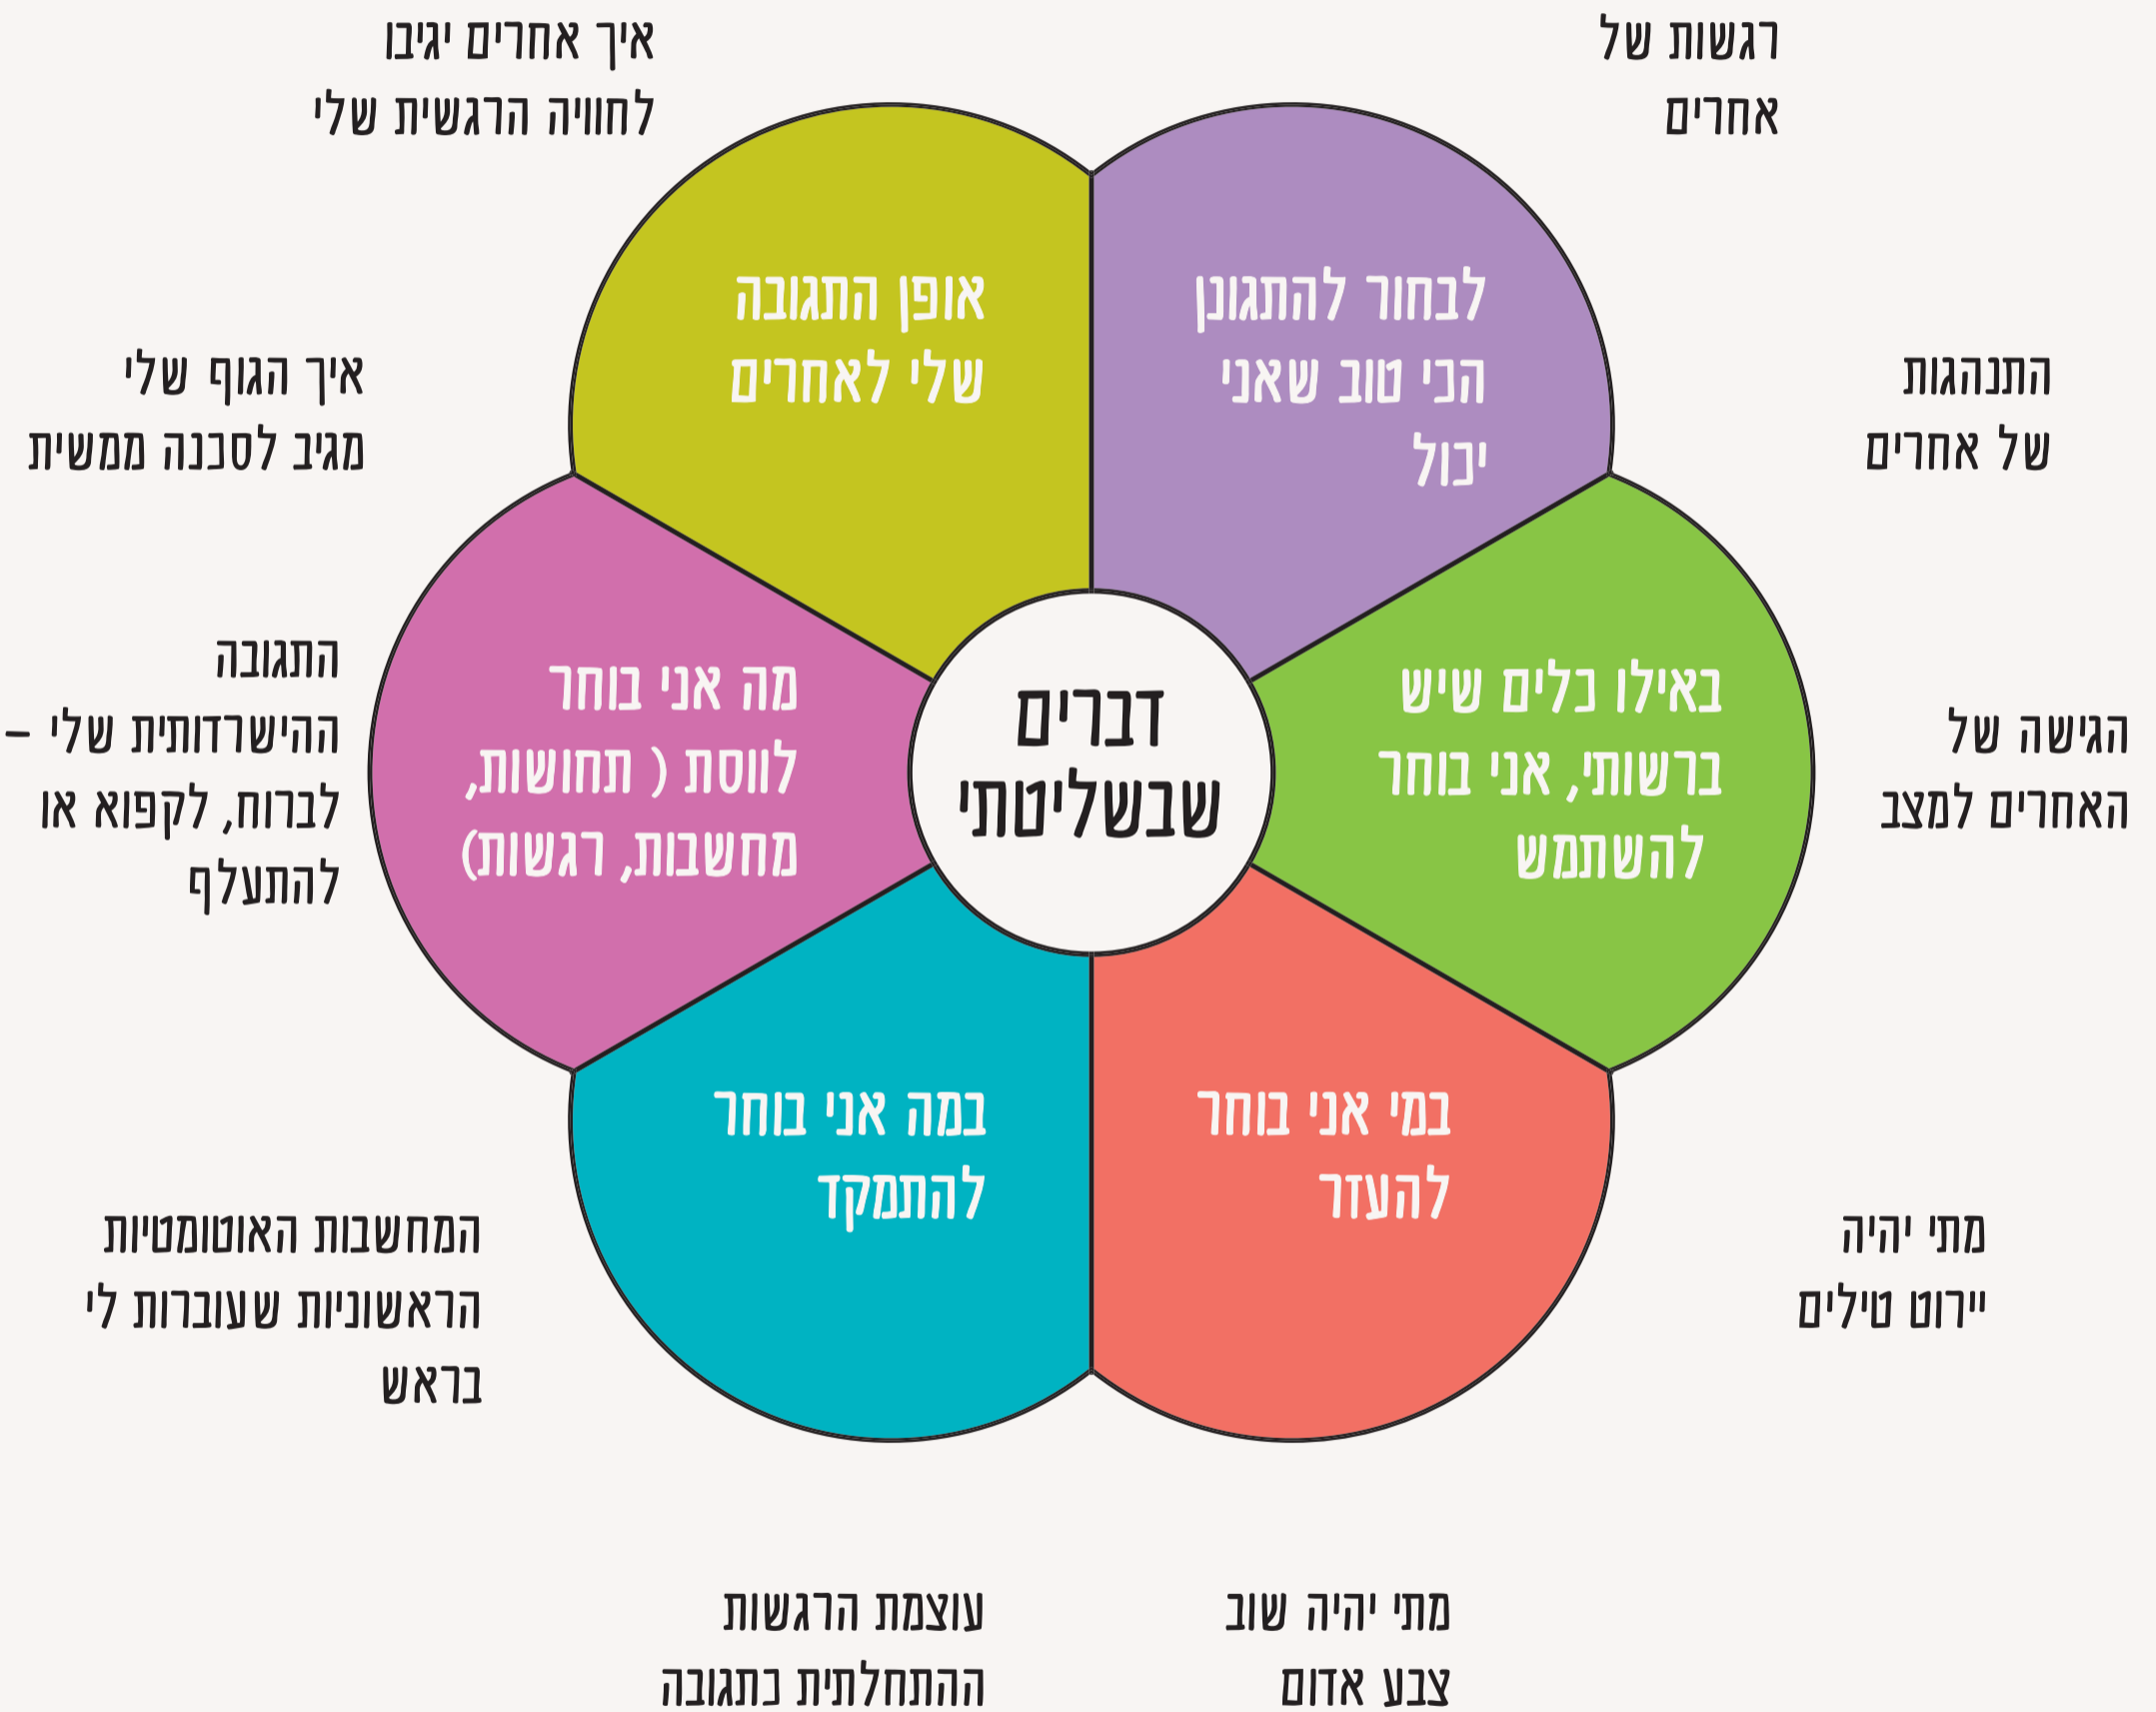 רגשות של
אחרים
איך אחרים יגיבו
לחוויה הרגשית שלי
לבחור להתגונן
הכי טוב שאני
יכול
אופן התגובה
שלי לאחרים
התנהגות
של אחרים
איך הגוף שלי
מגיב לסכנה ממשית
באילו כלים שיש
ברשותי, אני בוחר
להשתמש
דברים
שבשליטתי
מה אני בוחר
לווסת ( תחושות,
מחשבות, רגשות)
הגישה של
האחרים למצב
התגובה
ההישרדותית שלי –
לברוח, לקפוא או
להתעלף
במי אני בוחר
להעזר
במה אני בוחר
להתמקד
מתי יהיה
יירוט טילים
המחשבות האוטומטיות
הראשוניות שעוברות לי
בראש
מתי יהיה שוב
צבע אדום
עוצמת הרגשות
ההתחלתית כתגובה